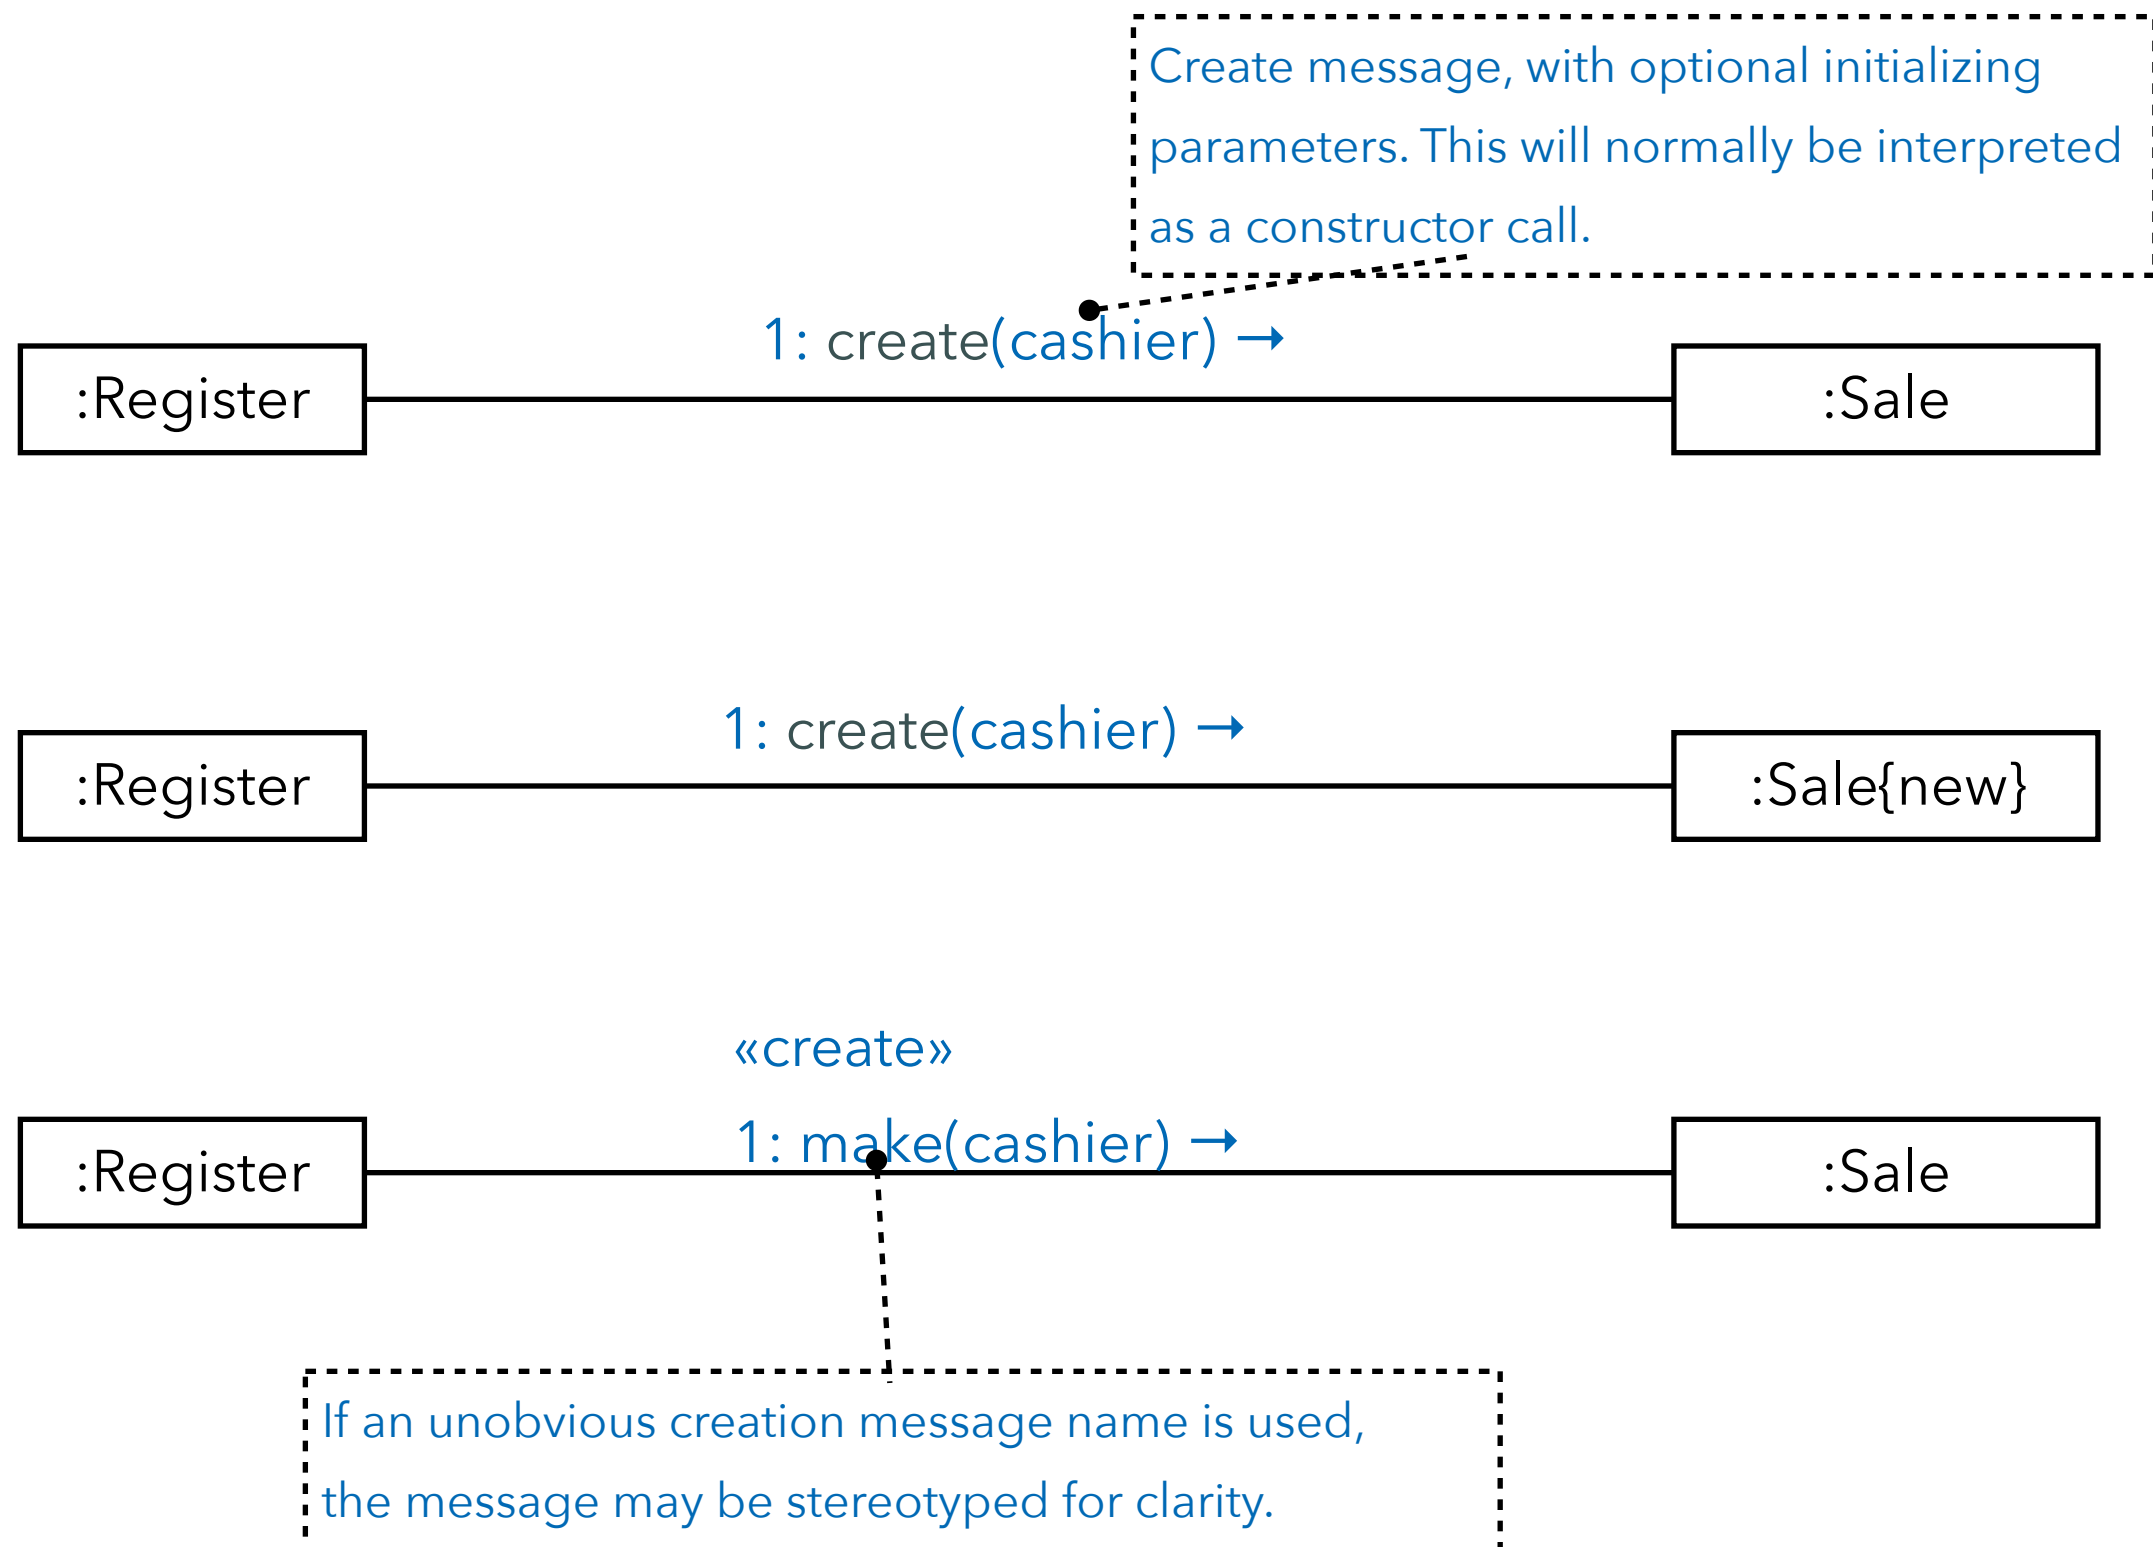 Create message, with optional initializing
parameters. This will normally be interpreted
as a constructor call.
1: create(cashier) →
:Register
:Sale
1: create(cashier) →
:Register
:Sale{new}
«create»
1: make(cashier) →
:Register
:Sale
If an unobvious creation message name is used,
the message may be stereotyped for clarity.